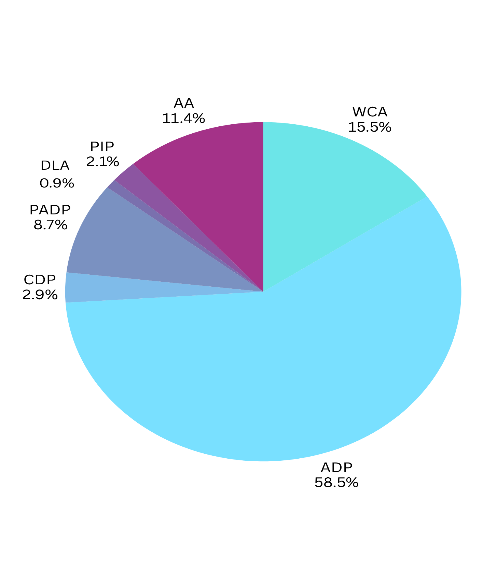 AA
11.4%
WCA
15.5%
PIP
2.1%
DLA
0.9%
PADP
8.7%
CDP
2.9%
ADP
58.5%